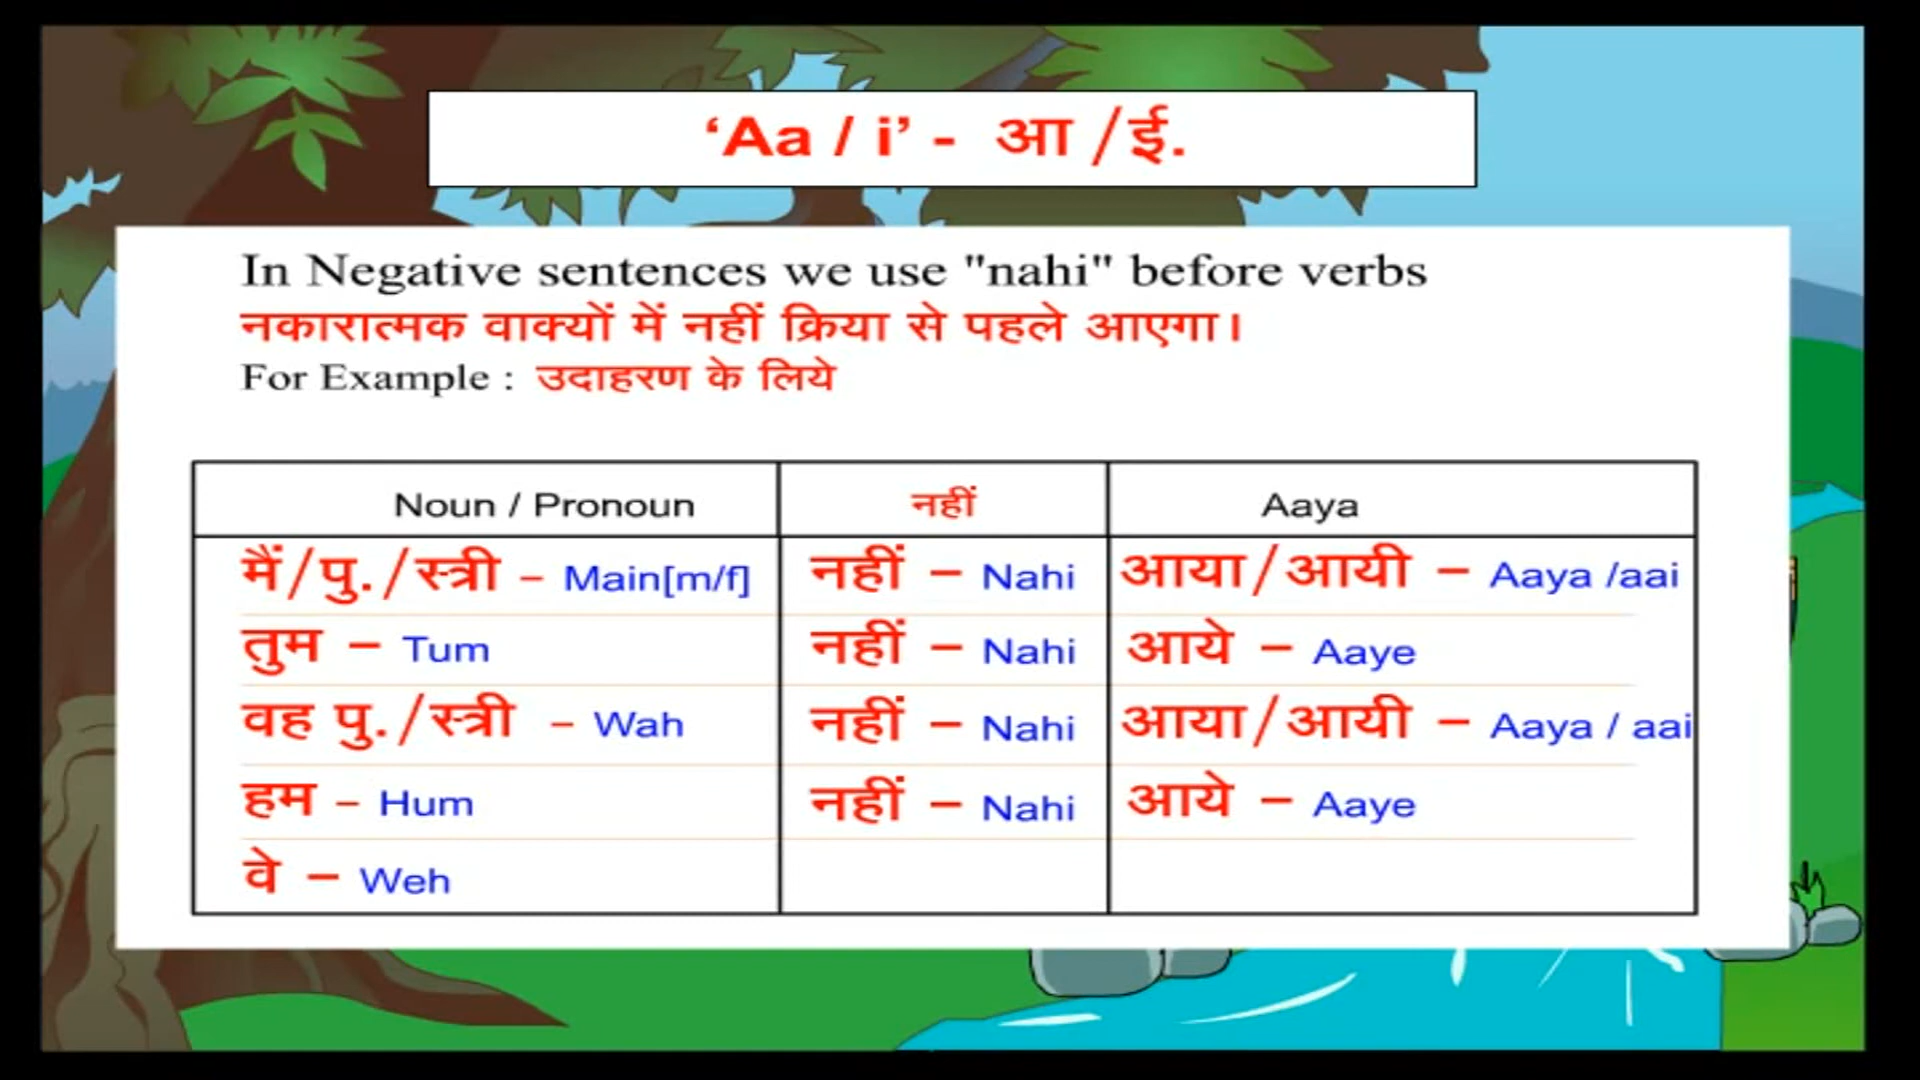 ‘Aa / i’ - आ /ई.
In Negative sentences we use "nahi" before verbs
नकारात्मक वाक्यों में नहीं क्रिया से पहले आएगा।
For Example : उदाहरण के लिये
Noun / Pronoun नहीं Aaya
मैं/पु./स्त्री – Main[m/f] नहीं – Nahi आया/आयी – Aaya /aai
तुम – Tum नहीं – Nahi आये – Aaye
वह पु./स्त्री – Wah नहीं – Nahi आया/आयी – Aaya / aai
हम – Hum नहीं – Nahi आये – Aaye
वे – Weh